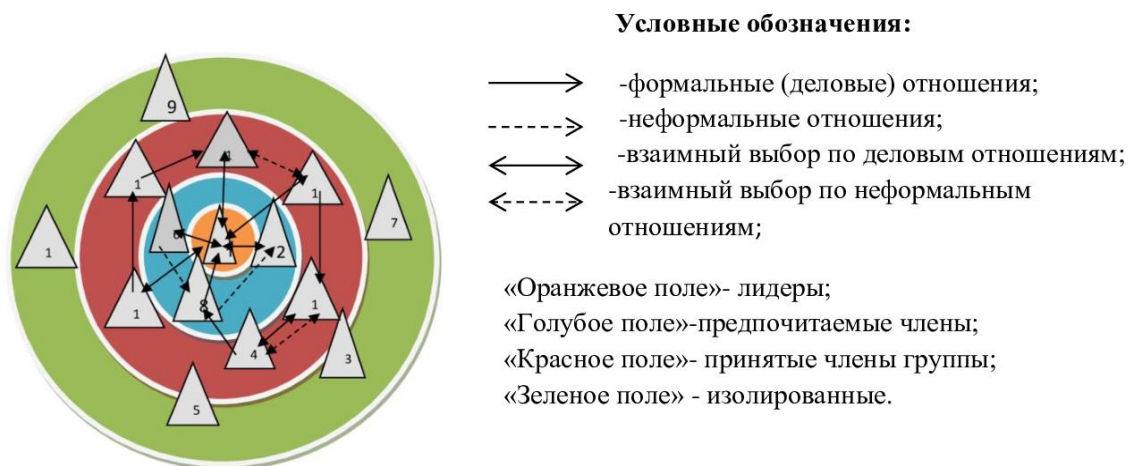 Условные обозначения:
-формальные (деловые) отношения;
-неформальные отношения;
-взаимный выбор по деловым отношениям;
-взаимный выбор по неформальным
отношениям;
«Оранжевое поле»- лидеры;
«Голубое поле»-предпочитаемые члены;
«Красное поле»- принятые члены группы;
«Зеленое поле» - изолированные.
9
1
1
1
7
2
8
1
1
4
3
5